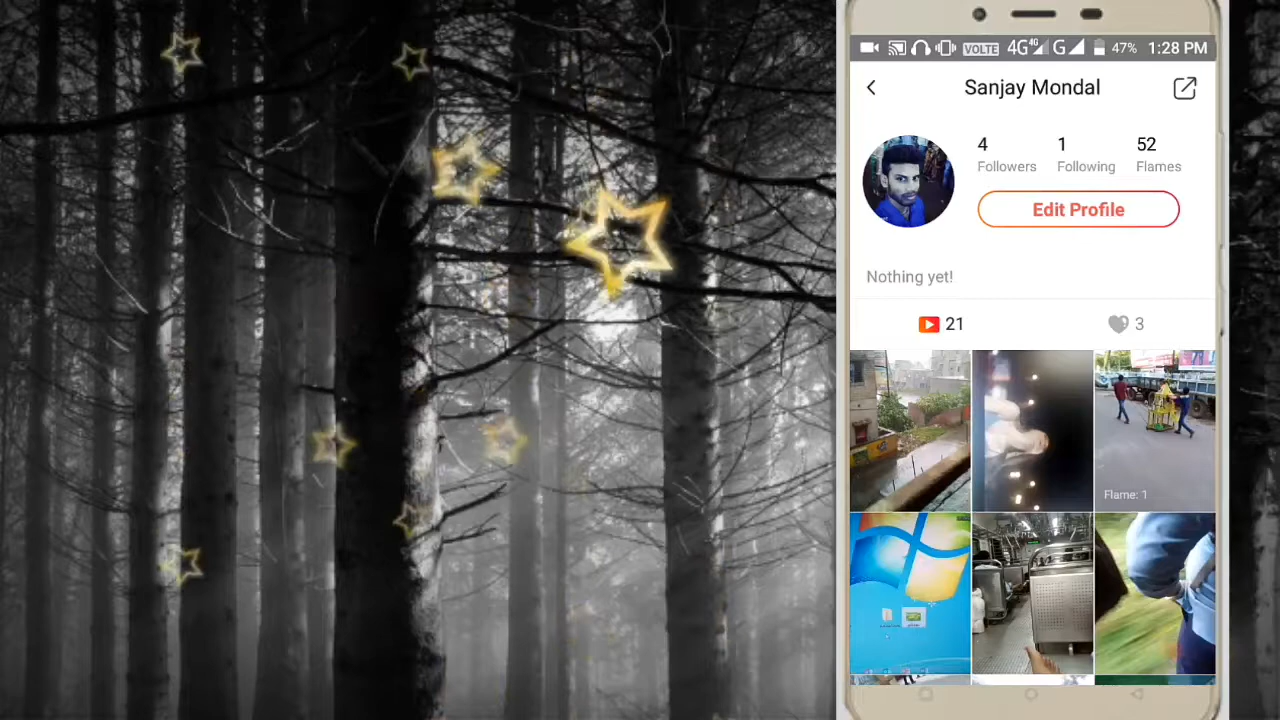 VOLTE 4G 4G G 47% 1:28 PM
Sanjay Mondal
4 1 52
Followers Following Flames
Edit Profile
Nothing yet!
21 3
Flame: 1